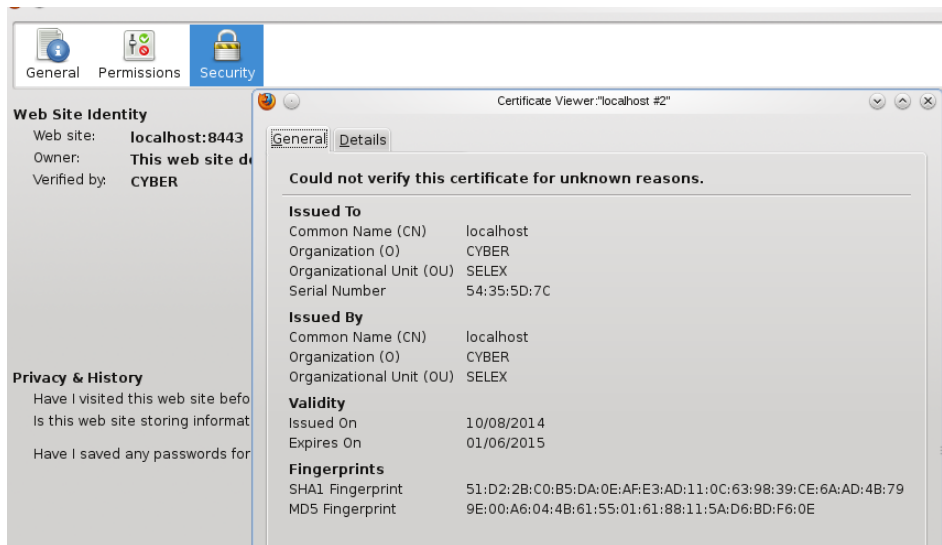 General Permissions Security
Certificate Viewer:"localhost #2"
Web Site Identity
Web site: localhost:8443
Owner: This web site d
Verified by: CYBER
Privacy & History
Have I visited this web site befo
Is this web site storing informat
Have I saved any passwords for
General Details
Could not verify this certificate for unknown reasons.
Issued To
Common Name (CN) localhost
Organization (O) CYBER
Organizational Unit (OU) SELEX
Serial Number 54:35:5D:7C
Issued By
Common Name (CN) localhost
Organization (O) CYBER
Organizational Unit (OU) SELEX
Validity
Issued On 10/08/2014
Expires On 01/06/2015
Fingerprints
SHA1 Fingerprint 51:D2:2B:C0:B5:DA:0E:AF:E3:AD:11:0C:63:98:39:CE:6A:AD:4B:79
MD5 Fingerprint 9E:00:A6:04:4B:61:55:01:61:88:11:5A:D6:BD:F6:0E